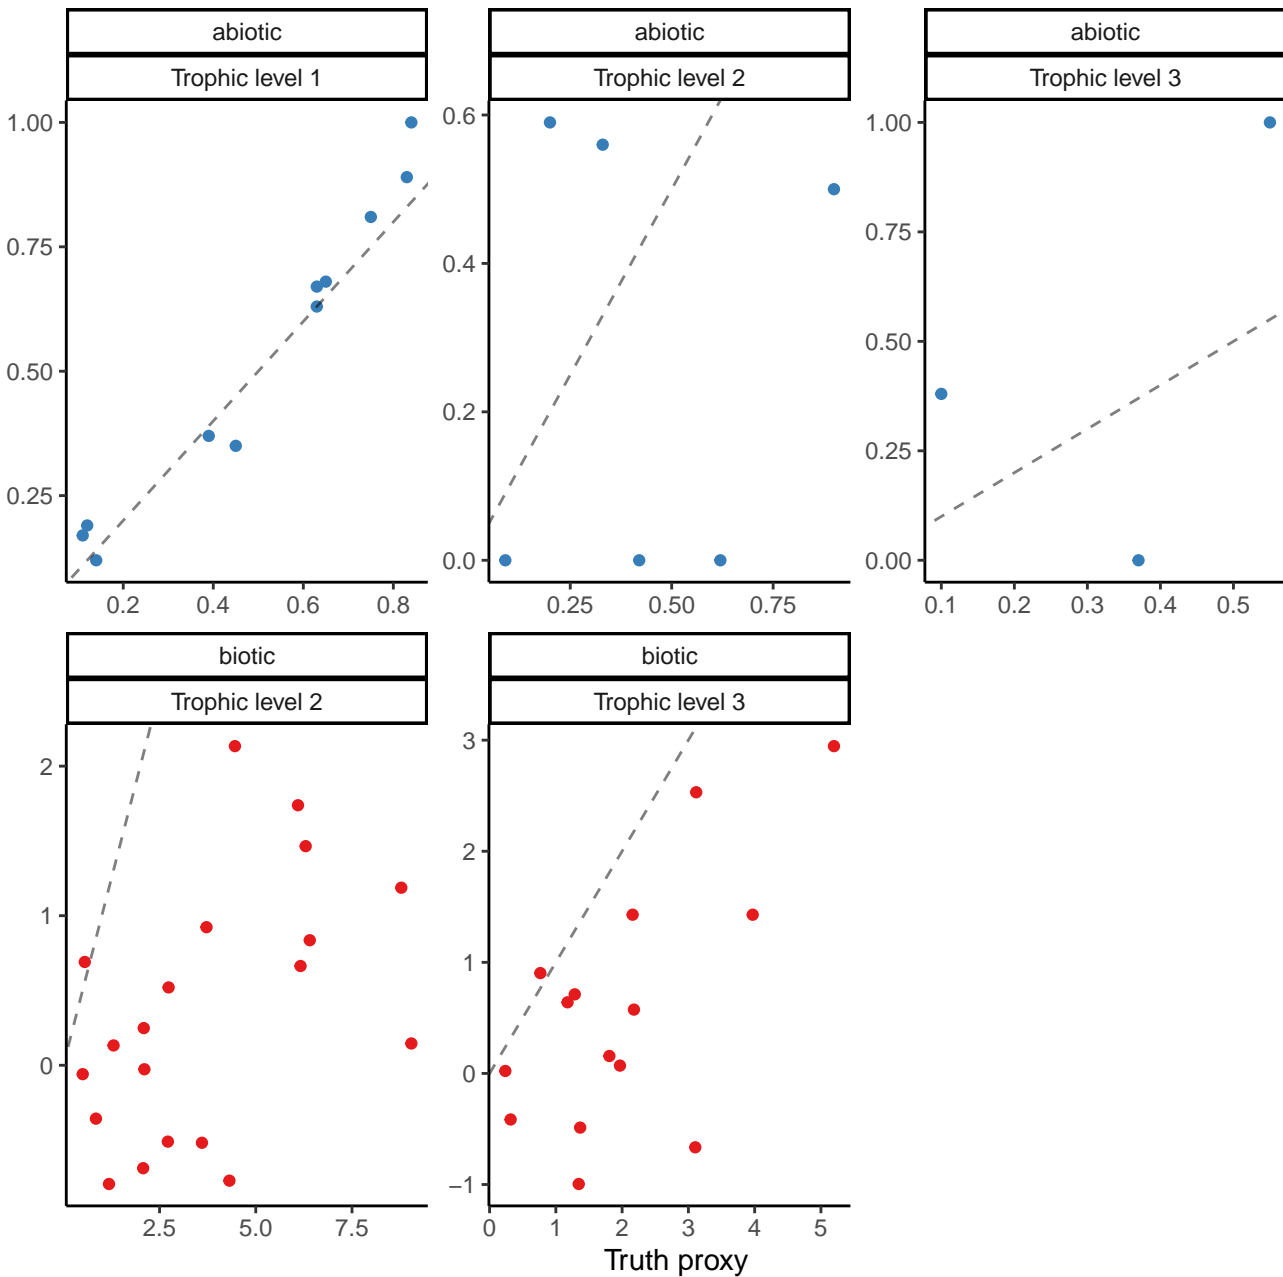 abiotic
Trophic level 1
1.00
0.75
0.50
0.25
0.2 0.4 0.6 0.8
abiotic
Trophic level 2
0.6
0.4
0.2
0.0
0.25 0.50 0.75
abiotic
Trophic level 3
1.00
0.75
0.50
0.25
0.00
0.1 0.2 0.3 0.4 0.5
biotic
Trophic level 2
2
1
0
2.5 5.0 7.5
biotic
Trophic level 3
3
2
1
0
−1
0 1 2 3 4 5
Truth proxy